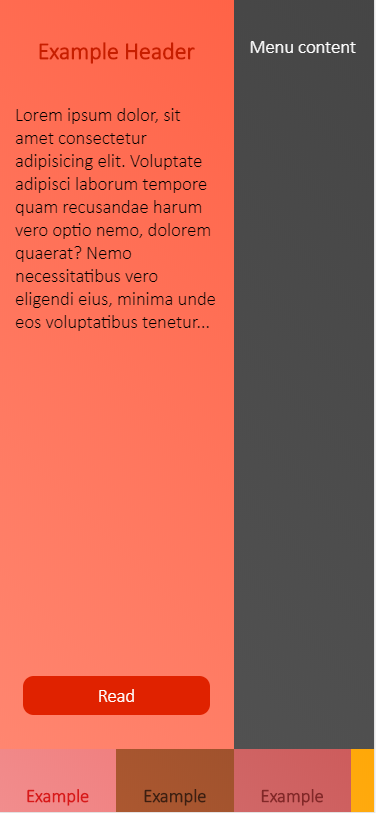 Example Header
Menu content
Lorem ipsum dolor, sit
amet consectetur
adipisicing elit. Voluptate
adipisci laborum tempore
quam recusandae harum
vero optio nemo, dolorem
quaerat? Nemo
necessitatibus vero
eligendi eius, minima unde
eos voluptatibus tenetur...
Read
Example
Example
Example